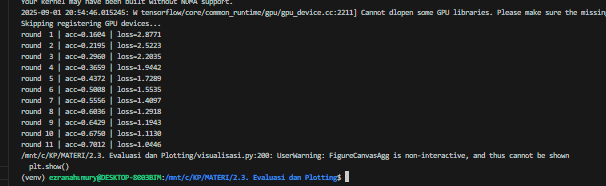 Your kernel may have been built without NUMA support.
2025-09-01 20:54:46.015245: W tensorflow/core/common_runtime/gpu/gpu_device.cc:2211] Cannot dlopen some GPU libraries. Please make sure the missin
Skipping registering GPU devices...
round  1 | acc=0.1604 | loss=2.8771
round  2 | acc=0.2195 | loss=2.5223
round  3 | acc=0.2960 | loss=2.2035
round  4 | acc=0.3659 | loss=1.9442
round  5 | acc=0.4372 | loss=1.7289
round  6 | acc=0.5008 | loss=1.5535
round  7 | acc=0.5556 | loss=1.4097
round  8 | acc=0.6036 | loss=1.2918
round  9 | acc=0.6429 | loss=1.1943
round 10 | acc=0.6750 | loss=1.1130
round 11 | acc=0.7012 | loss=1.0446
/mnt/c/KP/MATERI/2.3. Evaluasi dan Plotting/visualisasi.py:200: UserWarning: FigureCanvasAgg is non-interactive, and thus cannot be shown
  plt.show()
(venv) ezranahumury@DESKTOP-8003BIM:/mnt/c/KP/MATERI/2.3. Evaluasi dan Plotting$